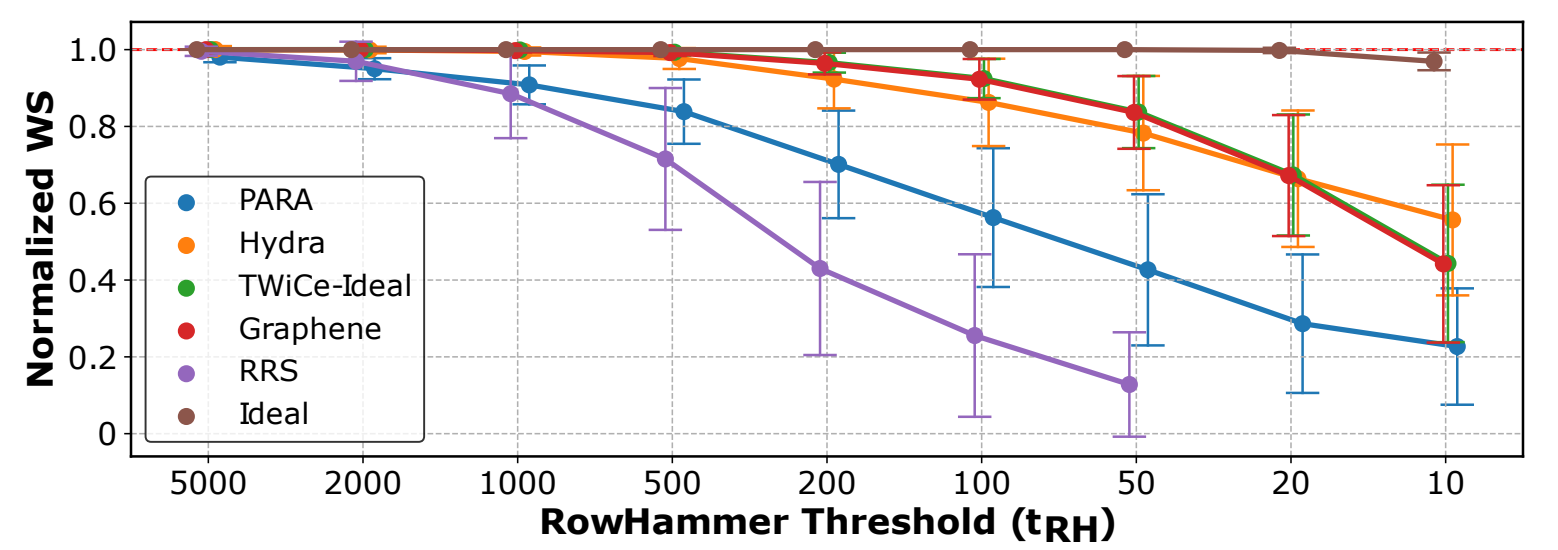 Normalized WS
1.0
0.8
0.6
0.4
0.2
0
PARA
Hydra
TWiCe-Ideal
Graphene
RRS
Ideal
5000 2000 1000 500 200 100 50 20 10
RowHammer Threshold (tRH)